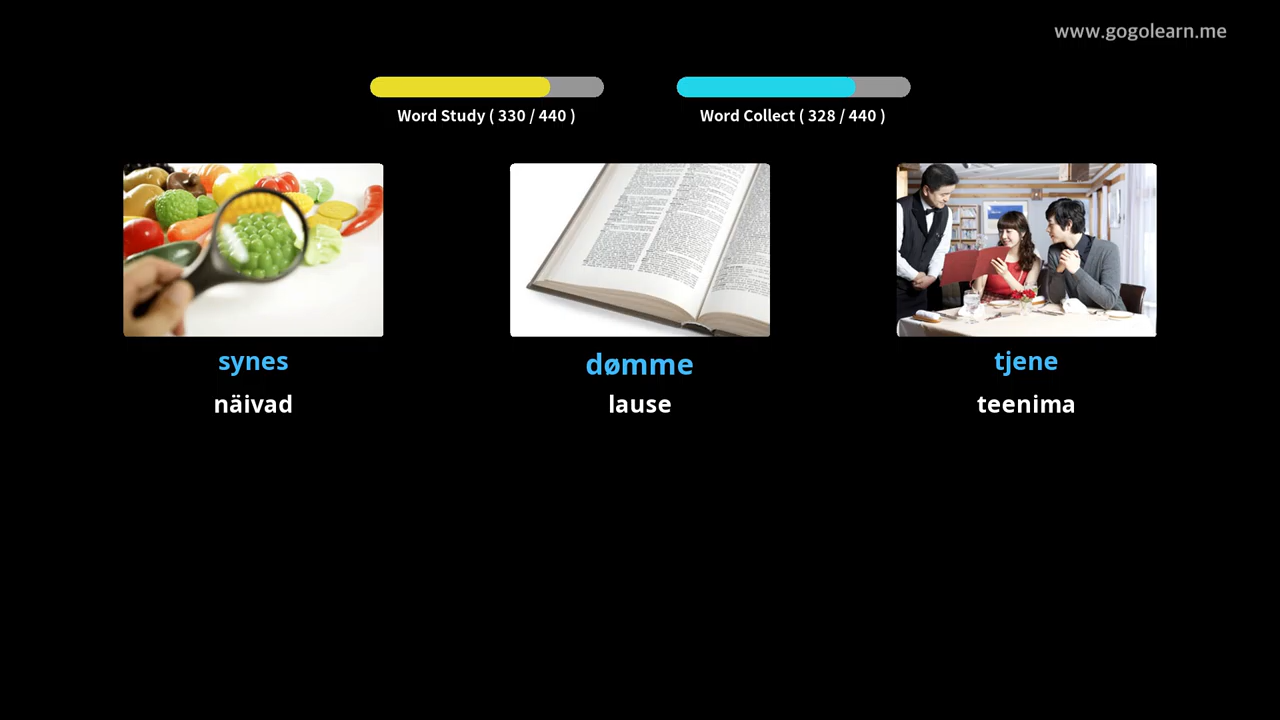 www.gogolearn.me
Word Study ( 330 / 440 )
Word Collect ( 328 / 440 )
synes
dømme
tjene
näivad
lause
teenima